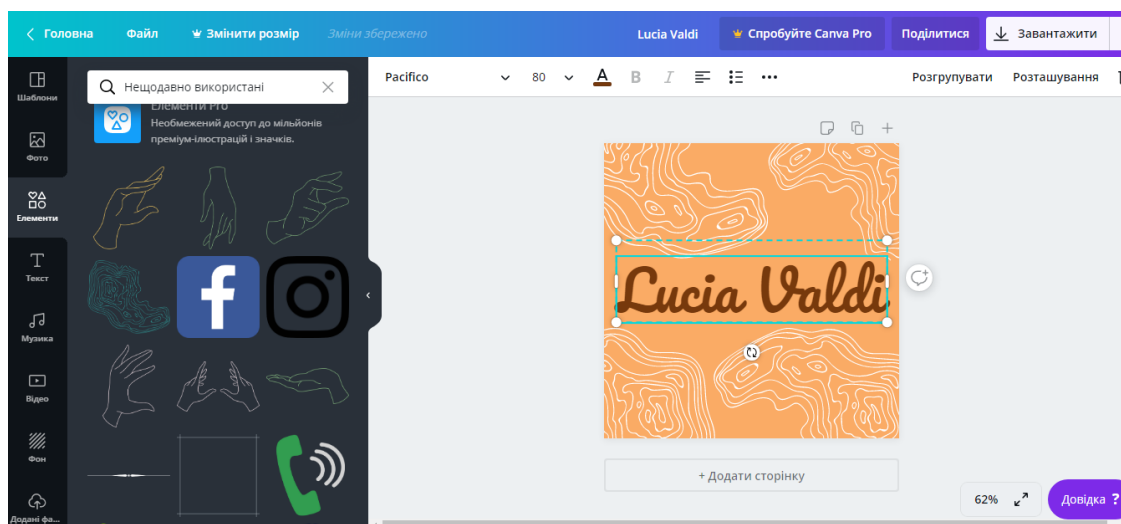 Головна Файл Змінити розмір Зміни збережено Lucia Valdi Спробуйте Canva Pro Поділитися Завантажити
Шаблони
Фото
Елементи
Текст
Музика
Відео
Фон
Додані фа...
Нещодавно використані
Елементи Pro
Необмежений доступ до мільйонів
преміум-ілюстрацій і значків.
Pacifico 80 A B I Розгрупувати Розташування
Lucia Valdi
+ Додати сторінку
62% Довідка ?